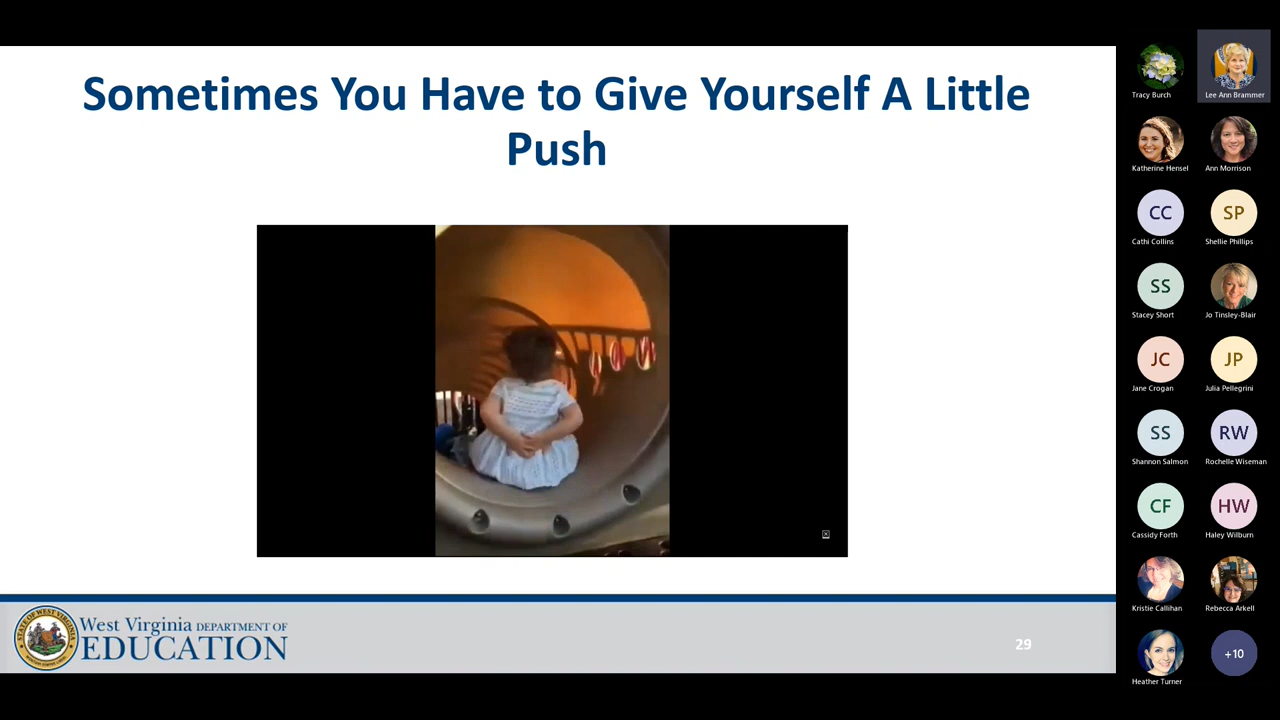 Sometimes You Have to Give Yourself A Little
Push
West Virginia DEPARTMENT OF
EDUCATION
29
Tracy Burch
Lee Ann Brammer
Katherine Hensel
Ann Morrison
CC
SP
Cathi Collins
Shellie Phillips
SS
Stacey Short
Jo Tinsley-Blair
JC
JP
Jane Crogan
Julia Pellegrini
SS
RW
Shannon Salmon
Rochelle Wiseman
CF
HW
Cassidy Forth
Haley Wilburn
Kristie Callihan
Rebecca Arkell
+10
Heather Turner